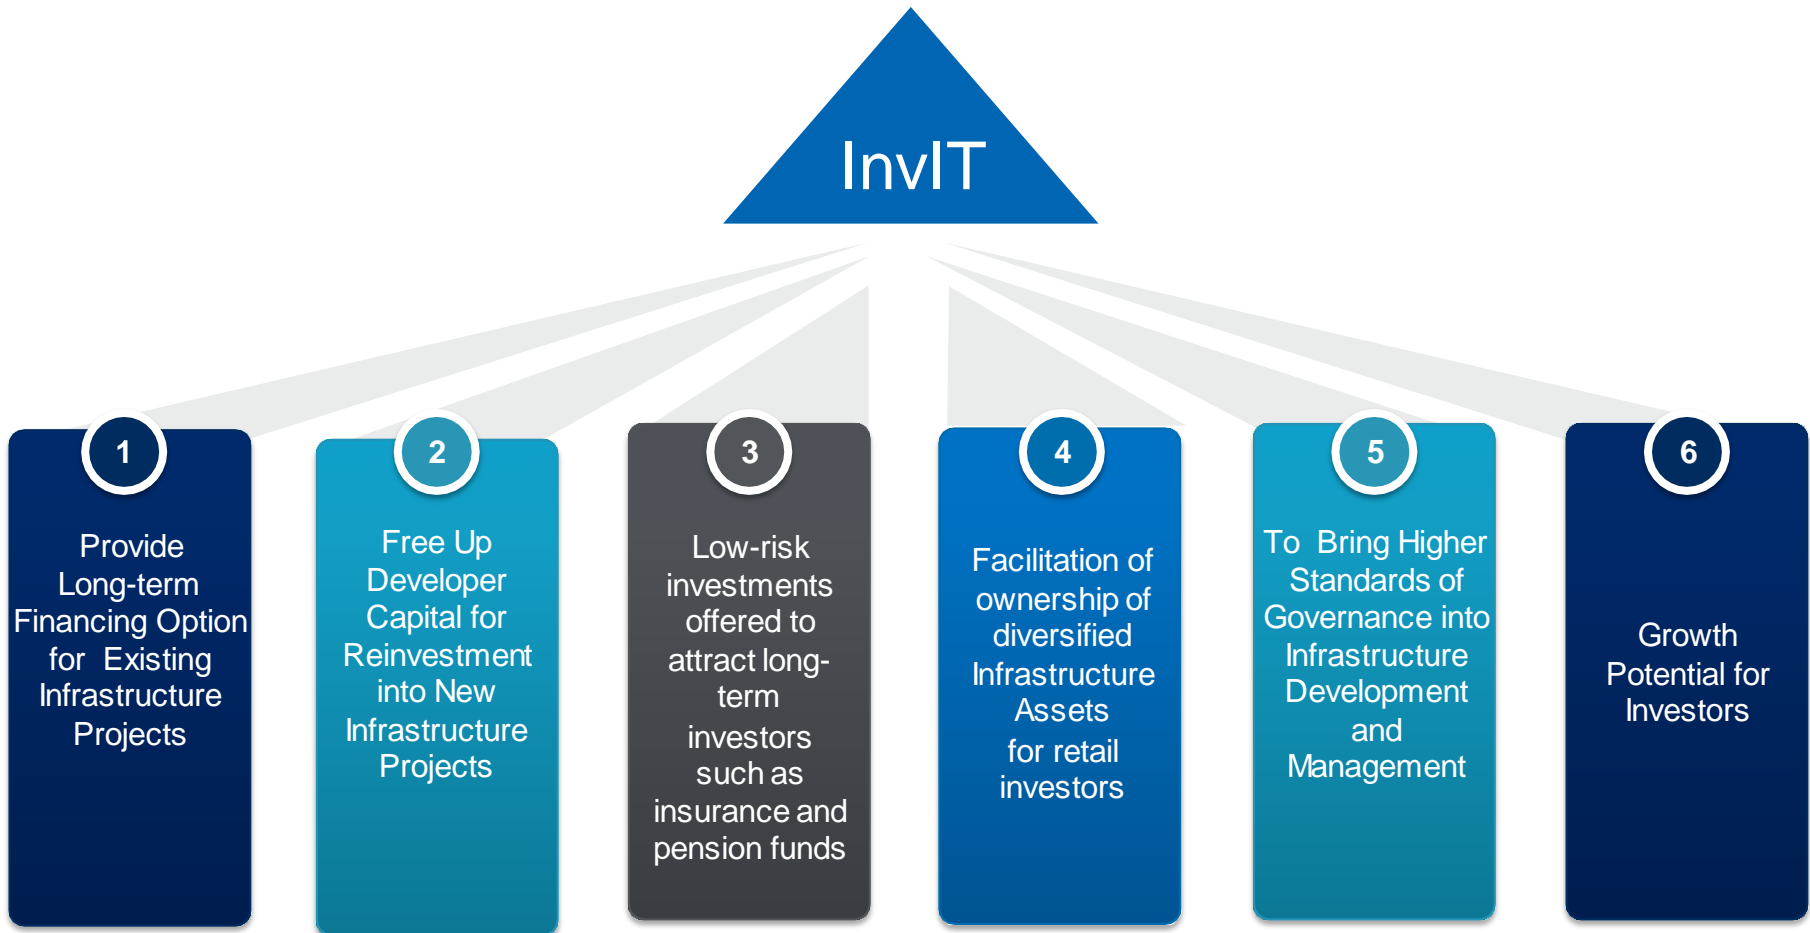 InvIT
1
Provide
Long-term
Financing Option
for Existing
Infrastructure
Projects
2
Free Up
Developer
Capital for
Reinvestment
into New
Infrastructure
Projects
3
Low-risk
investments
offered to
attract long-
term
investors
such as
insurance and
pension funds
4
Facilitation of
ownership of
diversified
Infrastructure
Assets
for retail
investors
5
To Bring Higher
Standards of
Governance into
Infrastructure
Development
and
Management
6
Growth
Potential for
Investors